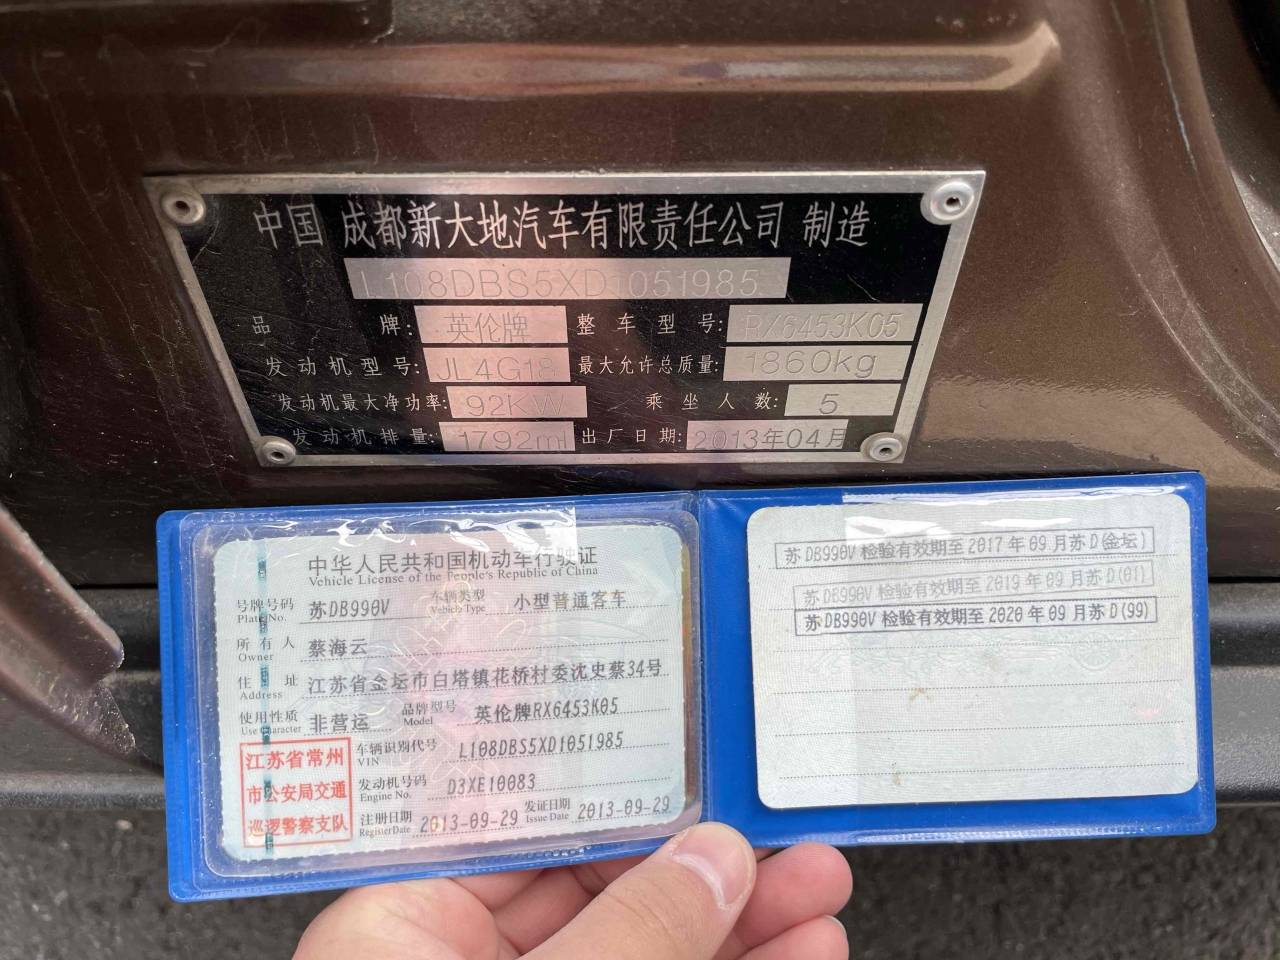 中国 成都新大地汽车有限责任公司 制造
L108DBS5XD1051985
品 牌: 英伦牌 整车型号: RX6453K05
发动机型号: JL4G18 最大允许总质量: 1860kg
发动机最大净功率: 92KW 乘坐人数: 5
发动机排量: 1792ml 出厂日期: 2013年04月
中华人民共和国机动车行驶证
Vehicle License of the People's Republic of China
号牌号码 苏DB990V 车辆类型 小型普通客车
Plate No. Vehicle Type
所有人 蔡海云
Owner
住址 江苏省金坛市白塔镇花桥村委沈史蔡34号
Address
使用性质 非营运 品牌型号 英伦牌RX6453K05
Use Character Model
江苏省常州
市公安局交通
巡逻警察支队
车辆识别代号 L108DBS5XD1051985
VIN
发动机号码 D3XE10083
Engine No.
注册日期 2013-09-29 发证日期 2013-09-29
Register Date Issue Date
苏DB990V 检验有效期至 2017年09月苏D(金坛)
苏DB990V 检验有效期至 2019年09月苏D(01)
苏DB990V 检验有效期至 2020年09月苏D(99)